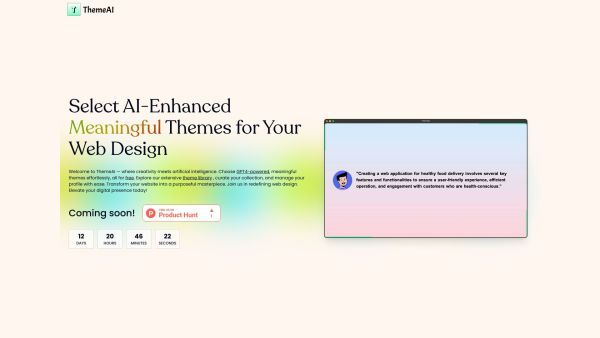 ThemeAI
Select AI-Enhanced
Meaningful Themes for Your
Web Design
Welcome to ThemeAI — where creativity meets artificial intelligence. Choose GPT4-powered, meaningful
themes effortlessly, all for free. Explore our extensive theme library, curate your collection, and manage your
profile with ease. Transform your website into a purposeful masterpiece. Join us in redefining web design.
Elevate your digital presence today!
Coming soon!
Product Hunt
12
20
46
22
DAYS
HOURS
MINUTES
SECONDS
"Creating a web application for healthy food delivery involves several key
features and functionalities to ensure a user-friendly experience, efficient
operation, and engagement with customers who are health-conscious."